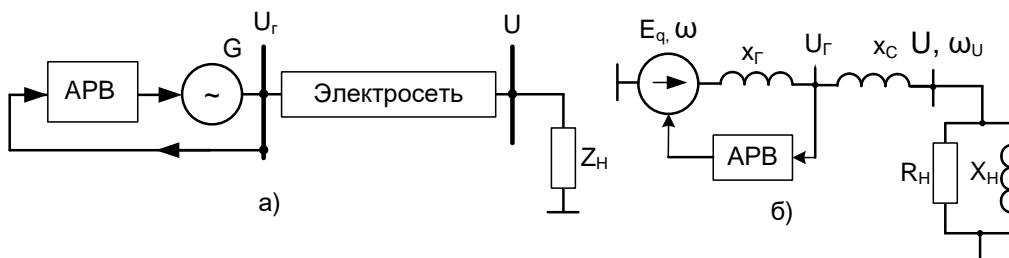 Uг
U
G
АРВ
~
Электросеть
ZН
а)
Eq, ω
xГ
UГ
xС
U, ωU
АРВ
RН
XН
б)